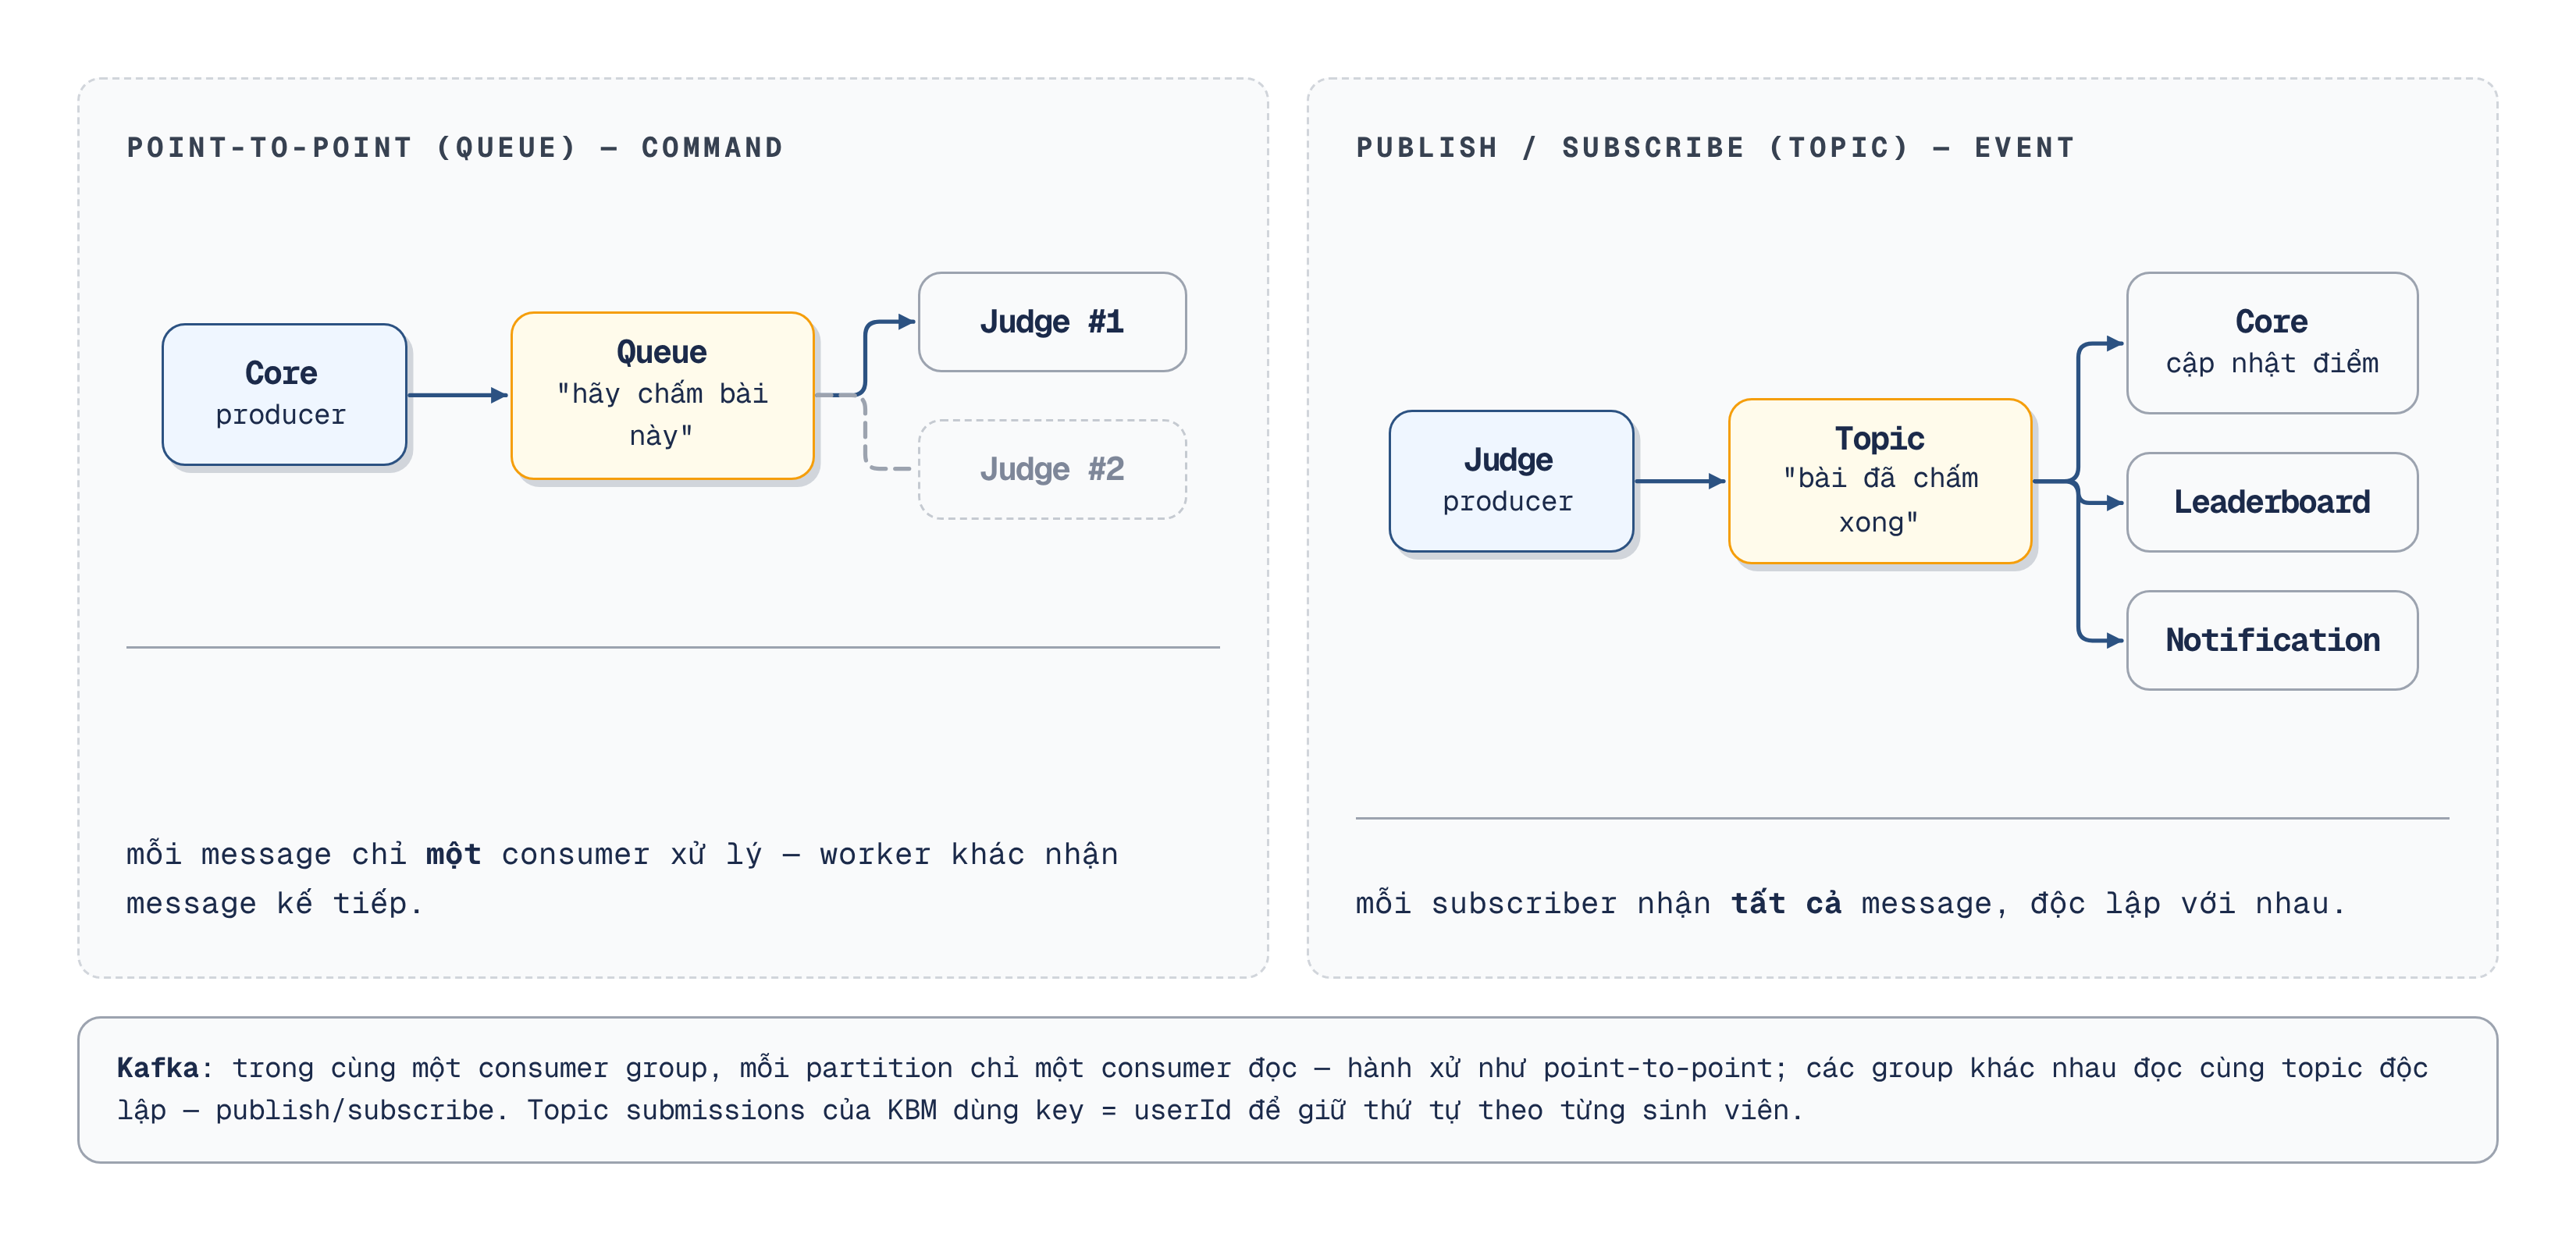 POINT-TO-POINT (QUEUE) — COMMAND
Core
producer
Queue
"hãy chấm bài
này"
Judge #1
Judge #2
mỗi message chỉ một consumer xử lý — worker khác nhận
message kế tiếp.
PUBLISH / SUBSCRIBE (TOPIC) — EVENT
Judge
producer
Topic
"bài đã chấm
xong"
Core
cập nhật điểm
Leaderboard
Notification
mỗi subscriber nhận tất cả message, độc lập với nhau.
Kafka: trong cùng một consumer group, mỗi partition chỉ một consumer đọc — hành xử như point-to-point; các group khác nhau đọc cùng topic độc
lập — publish/subscribe. Topic submissions của KBM dùng key = userId để giữ thứ tự theo từng sinh viên.